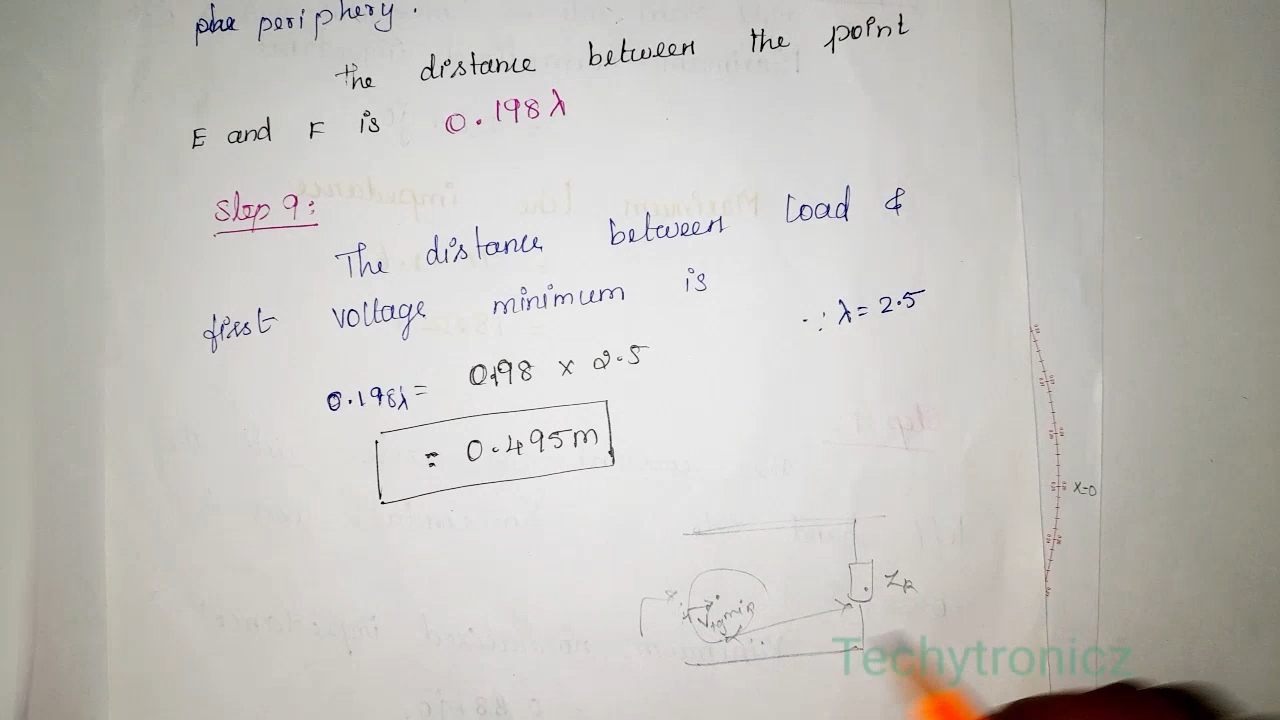 periphery.
The distance between the point
E and F is 0.198λ
Step 9:
The distance between Load &
first voltage minimum is
∵ λ = 2.5
0.198λ = 0.198 × 2.5
= 0.495m
X=0
ZR
Vmin
Techytronicz